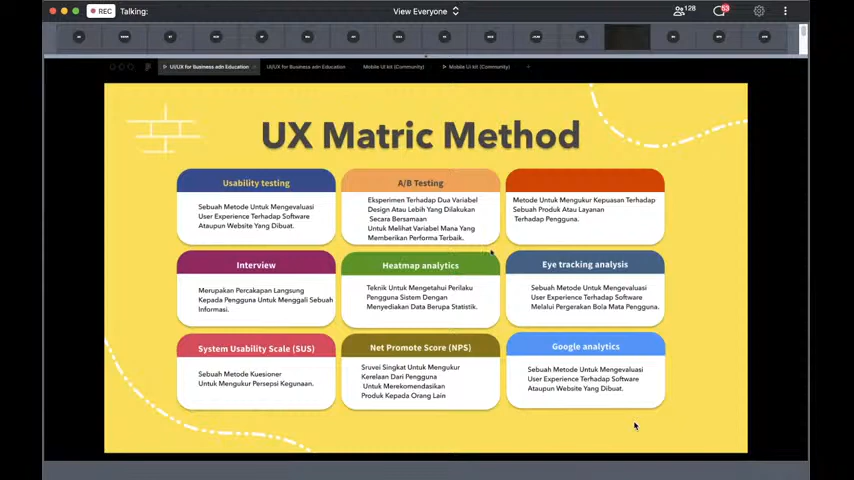 REC
Talking:
View Everyone
128
53
UI/UX for Business adn Education
UI/UX for Business adn Education
Mobile UI kit (Community)
Mobile UI kit (Community)
UX Matric Method
Usability testing
Sebuah Metode Untuk Mengevaluasi
User Experience Terhadap Software
Ataupun Website Yang Dibuat.
A/B Testing
Eksperimen Terhadap Dua Variabel
Design Atau Lebih Yang Dilakukan
Secara Bersamaan
Untuk Melihat Variabel Mana Yang
Memberikan Performa Terbaik.
Metode Untuk Mengukur Kepuasan Terhadap
Sebuah Produk Atau Layanan
Terhadap Pengguna.
Interview
Merupakan Percakapan Langsung
Kepada Pengguna Untuk Menggali Sebuah
Informasi.
Heatmap analytics
Teknik Untuk Mengetahui Perilaku
Pengguna Sistem Dengan
Menyediakan Data Berupa Statistik.
Eye tracking analysis
Sebuah Metode Untuk Mengevaluasi
User Experience Terhadap Software
Melalui Pergerakan Bola Mata Pengguna.
System Usability Scale (SUS)
Sebuah Metode Kuesioner
Untuk Mengukur Persepsi Kegunaan.
Net Promote Score (NPS)
Sruvei Singkat Untuk Mengukur
Kerelaan Dari Pengguna
Untuk Merekomendasikan
Produk Kepada Orang Lain
Google analytics
Sebuah Metode Untuk Mengevaluasi
User Experience Terhadap Software
Ataupun Website Yang Dibuat.